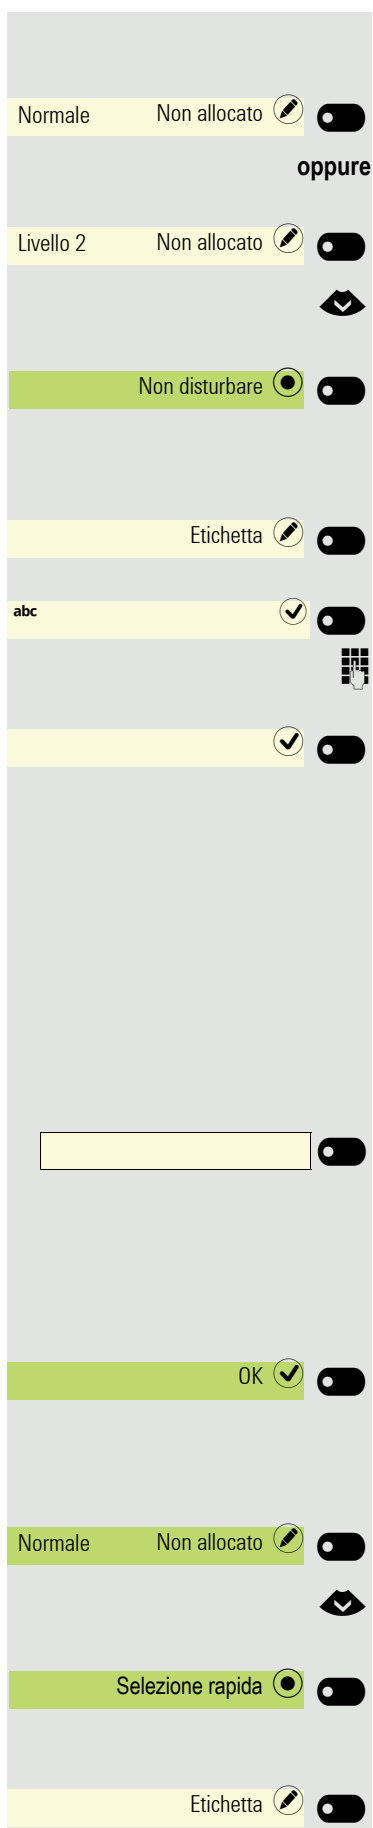 Normale Non allocato
oppure
Livello 2 Non allocato
Non disturbare
Etichetta
abc
OK
Normale Non allocato
Selezione rapida
Etichetta